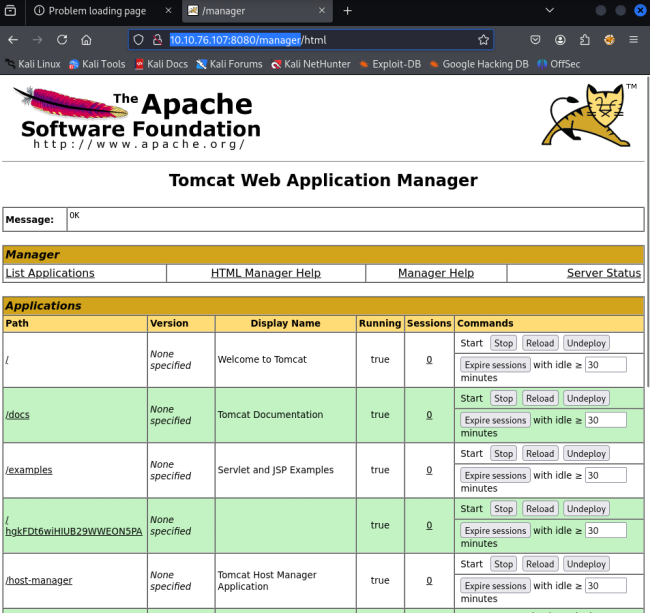 Problem loading page
/manager
10.10.76.107:8080/manager/html
Kali Linux Kali Tools Kali Docs Kali Forums Kali NetHunter Exploit-DB Google Hacking DB OffSec
The Apache
Software Foundation
http://www.apache.org/
TM
Tomcat Web Application Manager
Message: OK
Manager
List Applications HTML Manager Help Manager Help Server Status
Applications
Path Version Display Name Running Sessions Commands
/ None specified Welcome to Tomcat true 0 Start Stop Reload Undeploy
Expire sessions with idle ≥ 30 minutes
/docs None specified Tomcat Documentation true 0 Start Stop Reload Undeploy
Expire sessions with idle ≥ 30 minutes
/examples None specified Servlet and JSP Examples true 0 Start Stop Reload Undeploy
Expire sessions with idle ≥ 30 minutes
/hgkFDt6wiHIUB29WWEON5PA None specified true 0 Start Stop Reload Undeploy
Expire sessions with idle ≥ 30 minutes
/host-manager None specified Tomcat Host Manager Application true 0 Start Stop Reload Undeploy
Expire sessions with idle ≥ 30 minutes